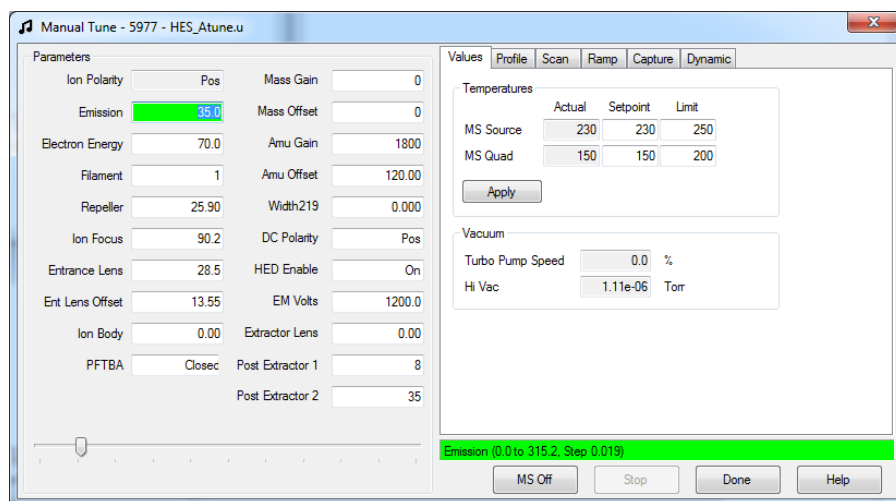 Manual Tune - 5977 - HES_Atune.u
Parameters
Ion Polarity Pos Mass Gain 0
Emission 35.0 Mass Offset 0
Electron Energy 70.0 Amu Gain 1800
Filament 1 Amu Offset 120.00
Repeller 25.90 Width219 0.000
Ion Focus 90.2 DC Polarity Pos
Entrance Lens 28.5 HED Enable On
Ent Lens Offset 13.55 EM Volts 1200.0
Ion Body 0.00 Extractor Lens 0.00
PFTBA Closed Post Extractor 1 8
Post Extractor 2 35
Values Profile Scan Ramp Capture Dynamic
Temperatures
Actual Setpoint Limit
MS Source 230 230 250
MS Quad 150 150 200
Apply
Vacuum
Turbo Pump Speed 0.0 %
Hi Vac 1.11e-06 Torr
Emission (0.0 to 315.2, Step 0.019)
MS Off Stop Done Help